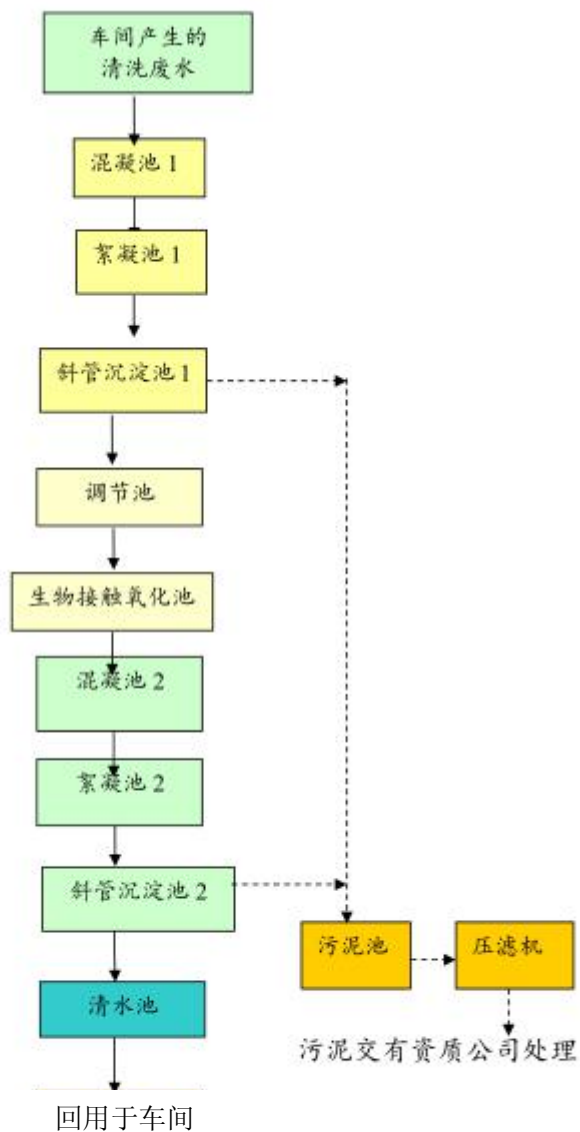 车间产生的
清洗废水
混凝池 1
絮凝池 1
斜管沉淀池 1
调节池
生物接触氧化池
混凝池 2
絮凝池 2
斜管沉淀池 2
污泥池
压滤机
清水池
污泥交有资质公司处理
回用于车间